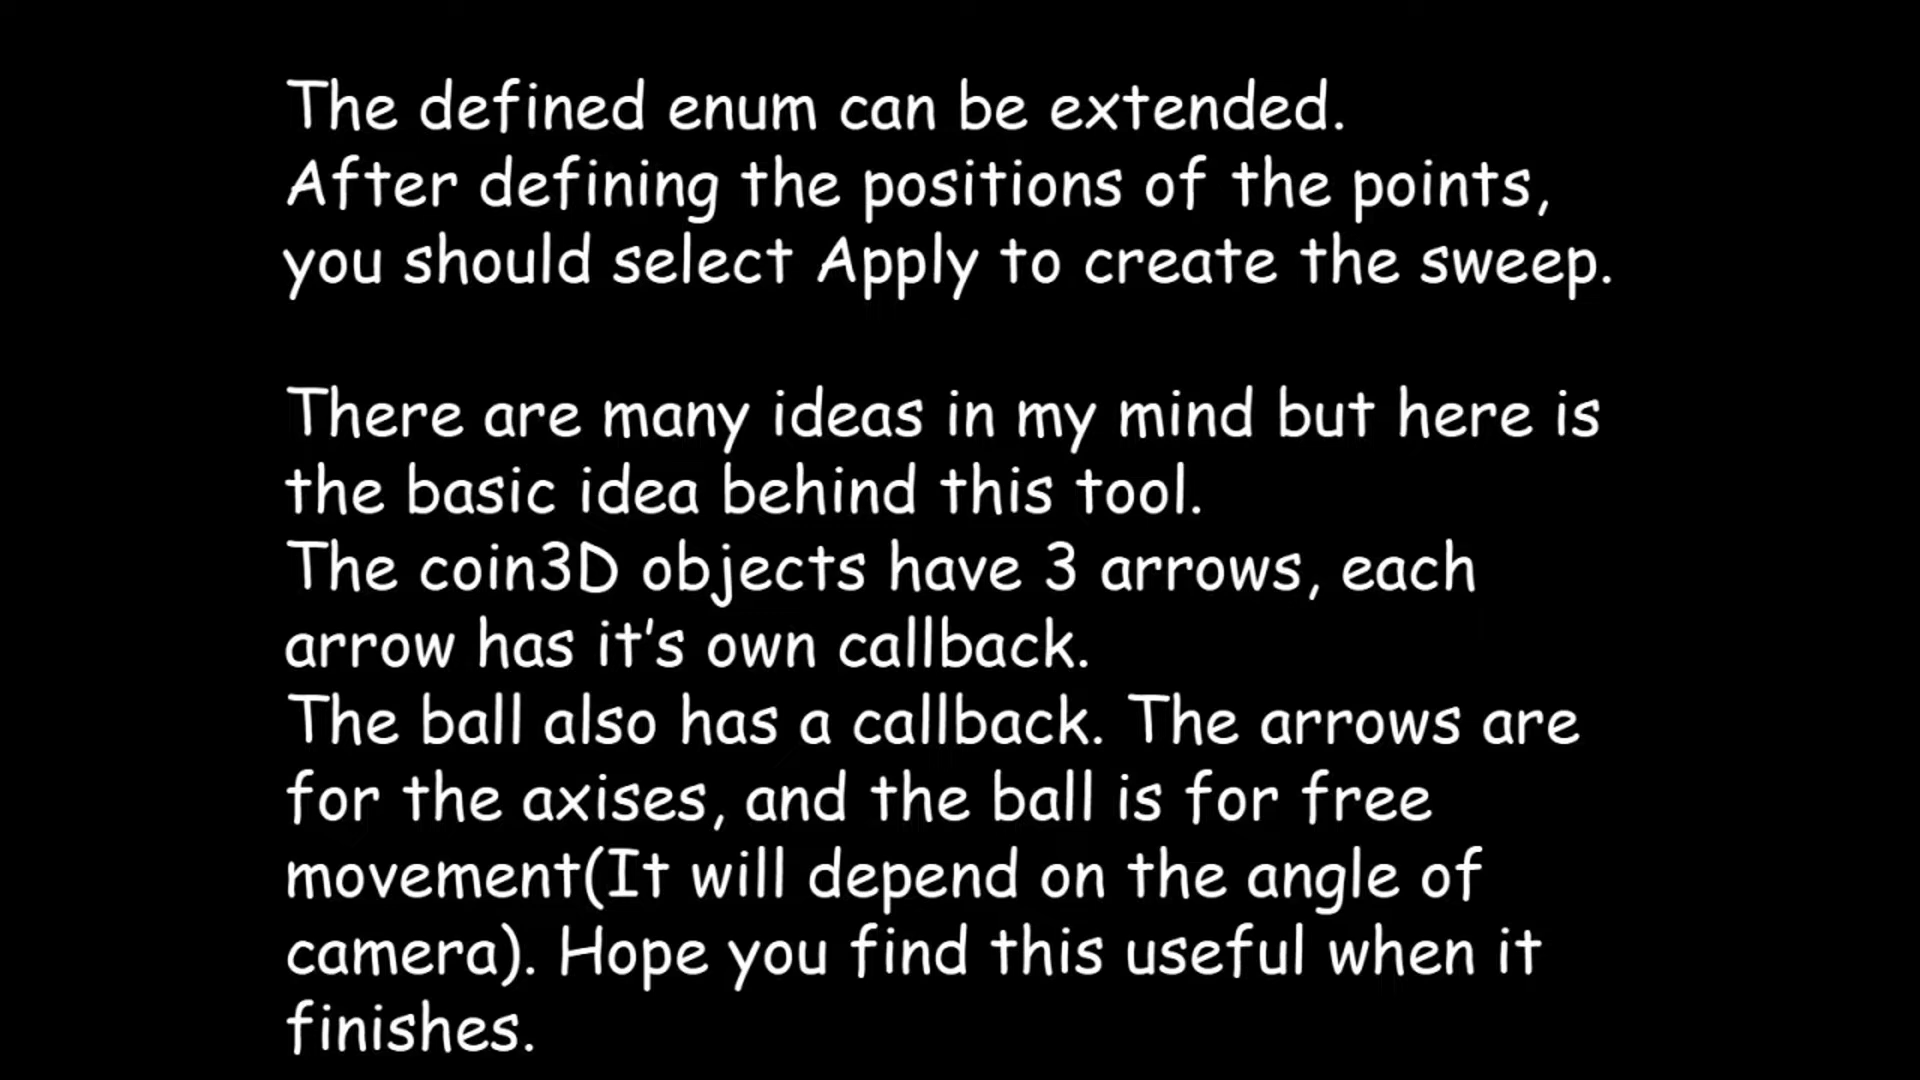 The defined enum can be extended.
After defining the positions of the points,
you should select Apply to create the sweep.
There are many ideas in my mind but here is
the basic idea behind this tool.
The coin3D objects have 3 arrows, each
arrow has it's own callback.
The ball also has a callback. The arrows are
for the axises, and the ball is for free
movement(It will depend on the angle of
camera). Hope you find this useful when it
finishes.